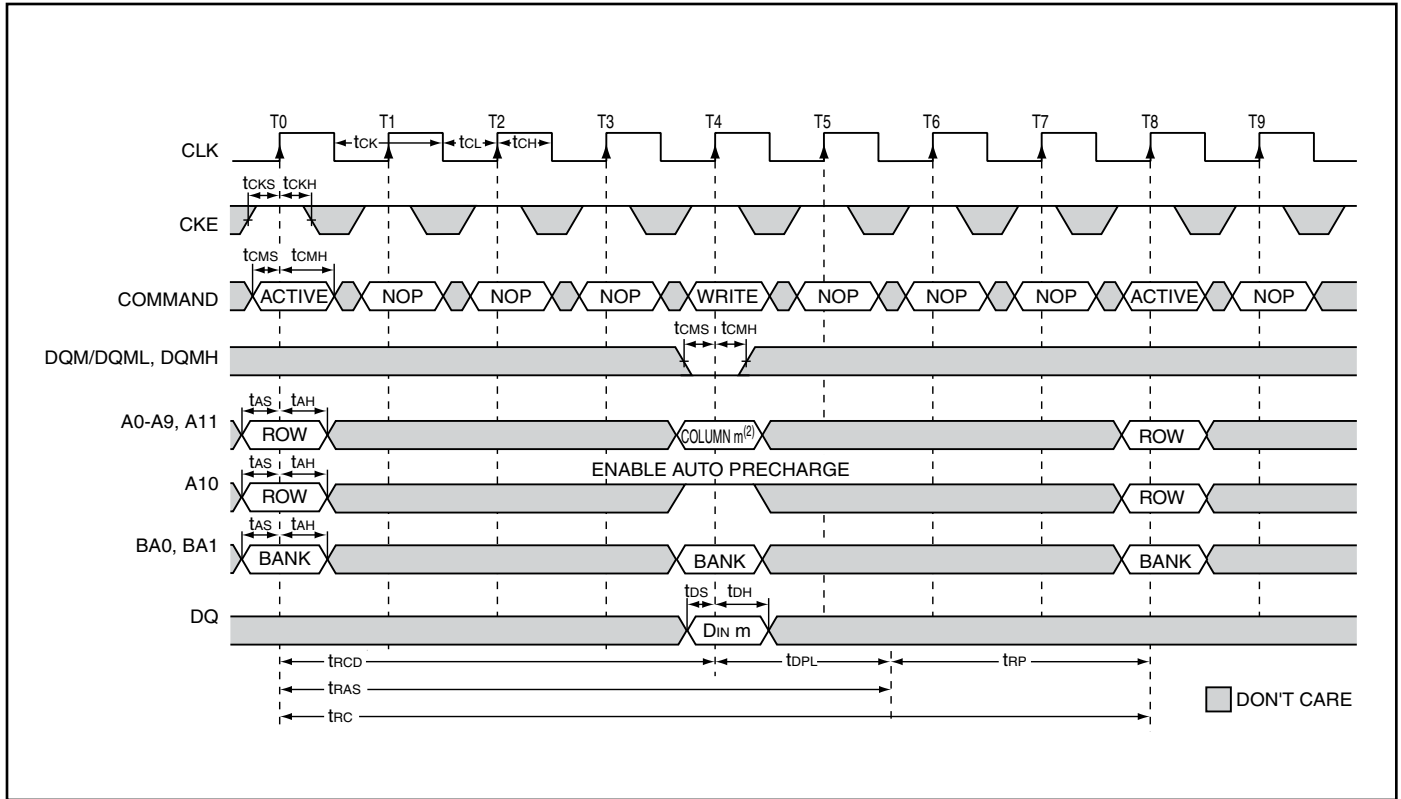 T0 T1 T2 T3 T4 T5 T6 T7 T8 T9
CLK tCK tCL tCH
tCKS tCKH
CKE
tCMS tCMH
COMMAND ACTIVE NOP NOP NOP WRITE NOP NOP NOP ACTIVE NOP
tCMS tCMH
DQM/DQML, DQMH
tAS tAH
A0-A9, A11 ROW COLUMN m(2) ROW
tAS tAH ENABLE AUTO PRECHARGE
A10 ROW ROW
tAS tAH
BA0, BA1 BANK BANK BANK
tDS tDH
DQ DIN m
tRCD tDPL tRP
tRAS
DON'T CARE
tRC